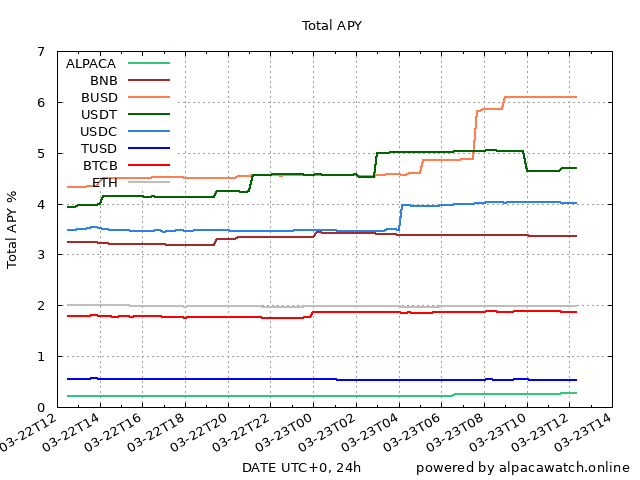 Total APY
Total APY %
7
6
5
4
3
2
1
0
ALPACA
BNB
BUSD
USDT
USDC
TUSD
BTCB
ETH
03-22T12
03-22T14
03-22T16
03-22T18
03-22T20
03-22T22
03-23T00
03-23T02
03-23T04
03-23T06
03-23T08
03-23T10
03-23T12
03-23T14
DATE UTC+0, 24h
powered by alpacawatch.online